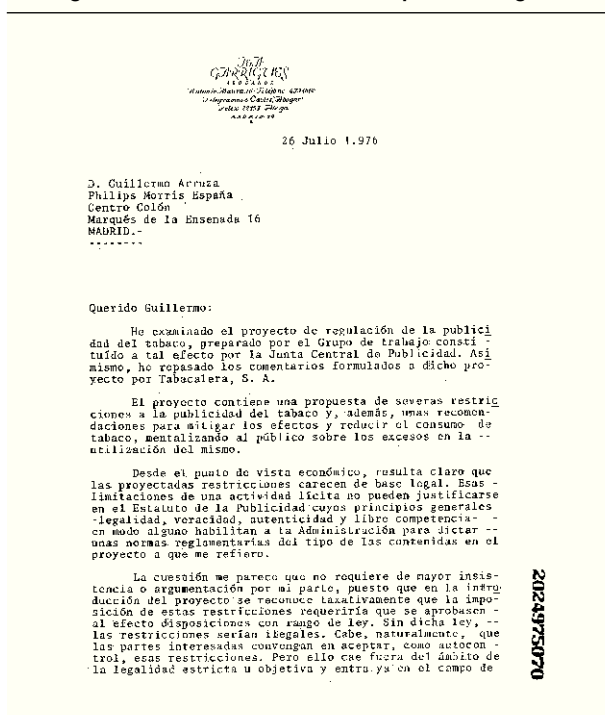 J & A
GARRIGUES
ABOGADOS
MADRID
26 Julio 1.976
D. Guillermo Arruza
Philips Morris España
Centro Colón
Marqués de la Ensenada 16
MADRID.-
--------
Querido Guillermo:
He examinado el proyecto de regulación de la publici
dad del tabaco, preparado por el Grupo de trabajo consti -
tuído a tal efecto por la Junta Central de Publicidad. Asi
mismo, he repasado los comentarios formulados a dicho pro-
yecto por Tabacalera, S. A.
El proyecto contiene una propuesta de severas restric
ciones a la publicidad del tabaco y, además, unas recomen-
daciones para mitigar los efectos y reducir el consumo de
tabaco, mentalizando al público sobre los excesos en la --
utilización del mismo.
Desde el punto de vista económico, resulta claro que
las proyectadas restricciones carecen de base legal. Esas -
limitaciones de una actividad lícita no pueden justificarse
en el Estatuto de la Publicidad cuyos principios generales
-legalidad, veracidad, autenticidad y libre competencia- -
en modo alguno habilitan a la Administración para dictar --
unas normas reglamentarias del tipo de las contenidas en el
proyecto a que me refiero.
La cuestión me parece que no requiere de mayor insis-
tencia o argumentación por mi parte, puesto que en la intro
ducción del proyecto se reconoce taxativamente que la impo-
sición de estas restricciones requeriría que se aprobasen -
al efecto disposiciones con rango de ley. Sin dicha ley, --
las restricciones serían ilegales. Cabe, naturalmente, que
las partes interesadas convengan en aceptar, como autocon -
trol, esas restricciones. Pero ello cae fuera del ámbito de
la legalidad estricta u objetiva y entra ya en el campo de
2024975070